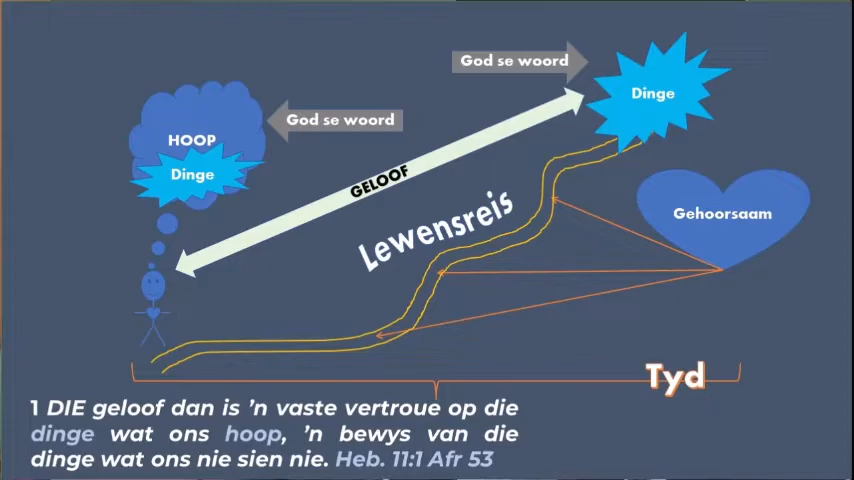 God se woord
Dinge
God se woord
HOOP
Dinge
GELOOF
Lewensreis
Gehoorsaam
Tyd
1 DIE geloof dan is ’n vaste vertroue op die
dinge wat ons hoop, ’n bewys van die
dinge wat ons nie sien nie. Heb. 11:1 Afr 53